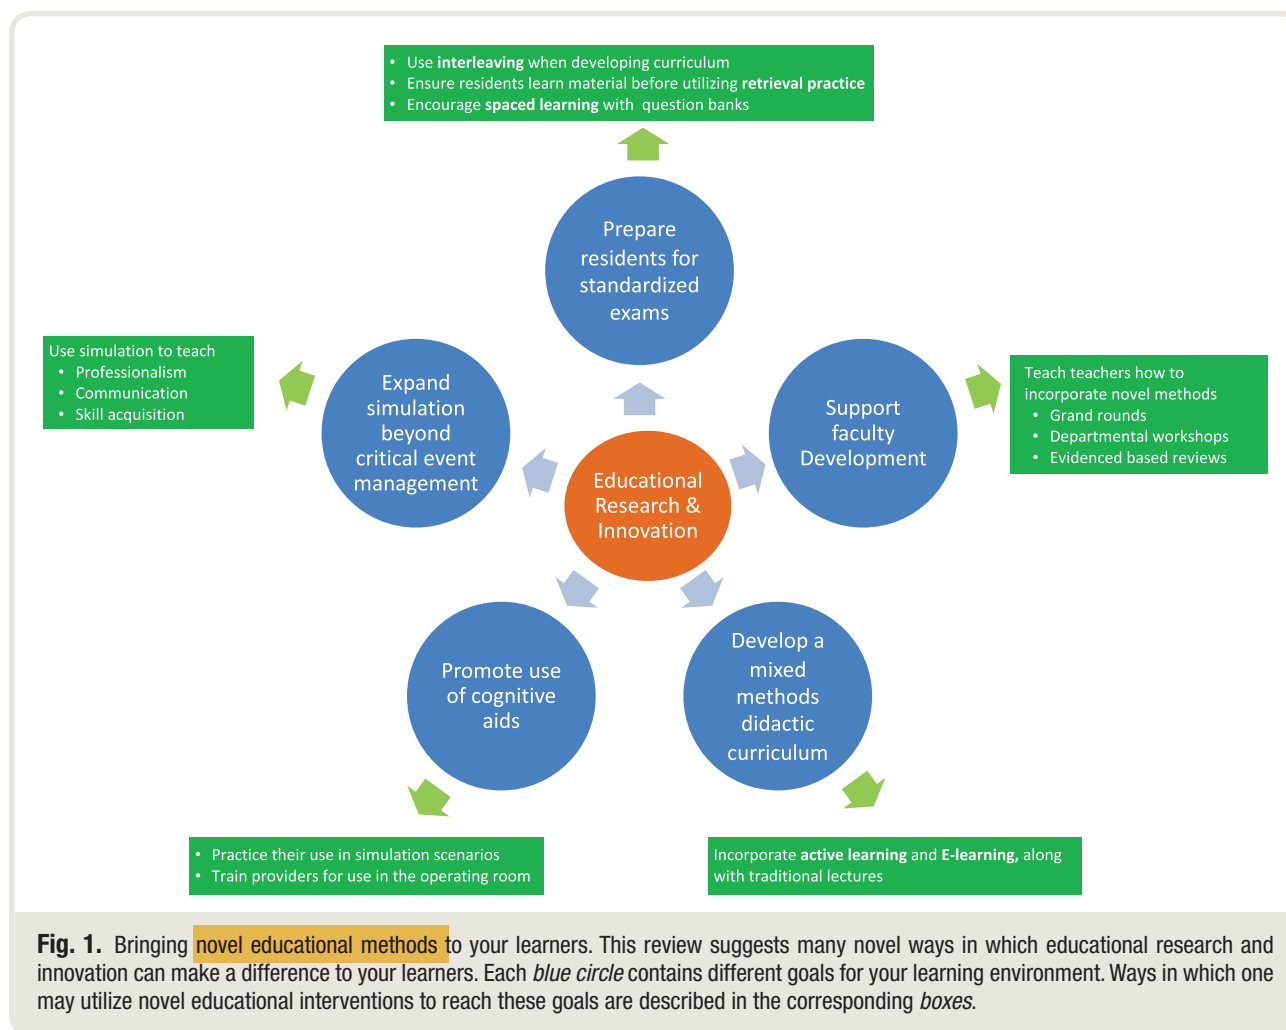 • Use interleaving when developing curriculum
• Ensure residents learn material before utilizing retrieval practice
• Encourage spaced learning with question banks
Prepare
residents for
standardized
exams
Use simulation to teach
• Professionalism
• Communication
• Skill acquisition
Expand
simulation
beyond
critical event
management
Support
faculty
Development
Teach teachers how to
incorporate novel methods
• Grand rounds
• Departmental workshops
• Evidenced based reviews
Educational
Research &
Innovation
Promote use
of cognitive
aids
Develop a
mixed
methods
didactic
curriculum
• Practice their use in simulation scenarios
• Train providers for use in the operating room
Incorporate active learning and E-learning, along
with traditional lectures
Fig. 1. Bringing novel educational methods to your learners. This review suggests many novel ways in which educational research and
innovation can make a difference to your learners. Each blue circle contains different goals for your learning environment. Ways in which one
may utilize novel educational interventions to reach these goals are described in the corresponding boxes.